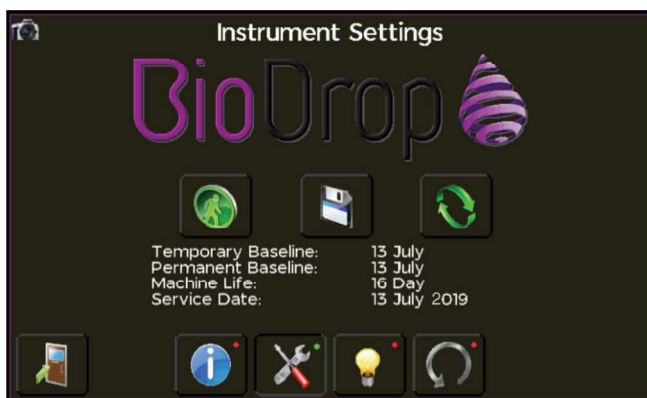 Instrument Settings
BioDrop
Temporary Baseline: 13 July
Permanent Baseline: 13 July
Machine Life: 16 Day
Service Date: 13 July 2019
i